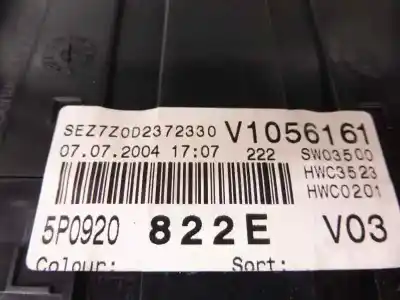 SEZ7Z0D2372330 V1056161
07.07.2004 17:07 222 SW03500
HWC3523
HWC0201
5P0920 822E V03
Colour: Sort: